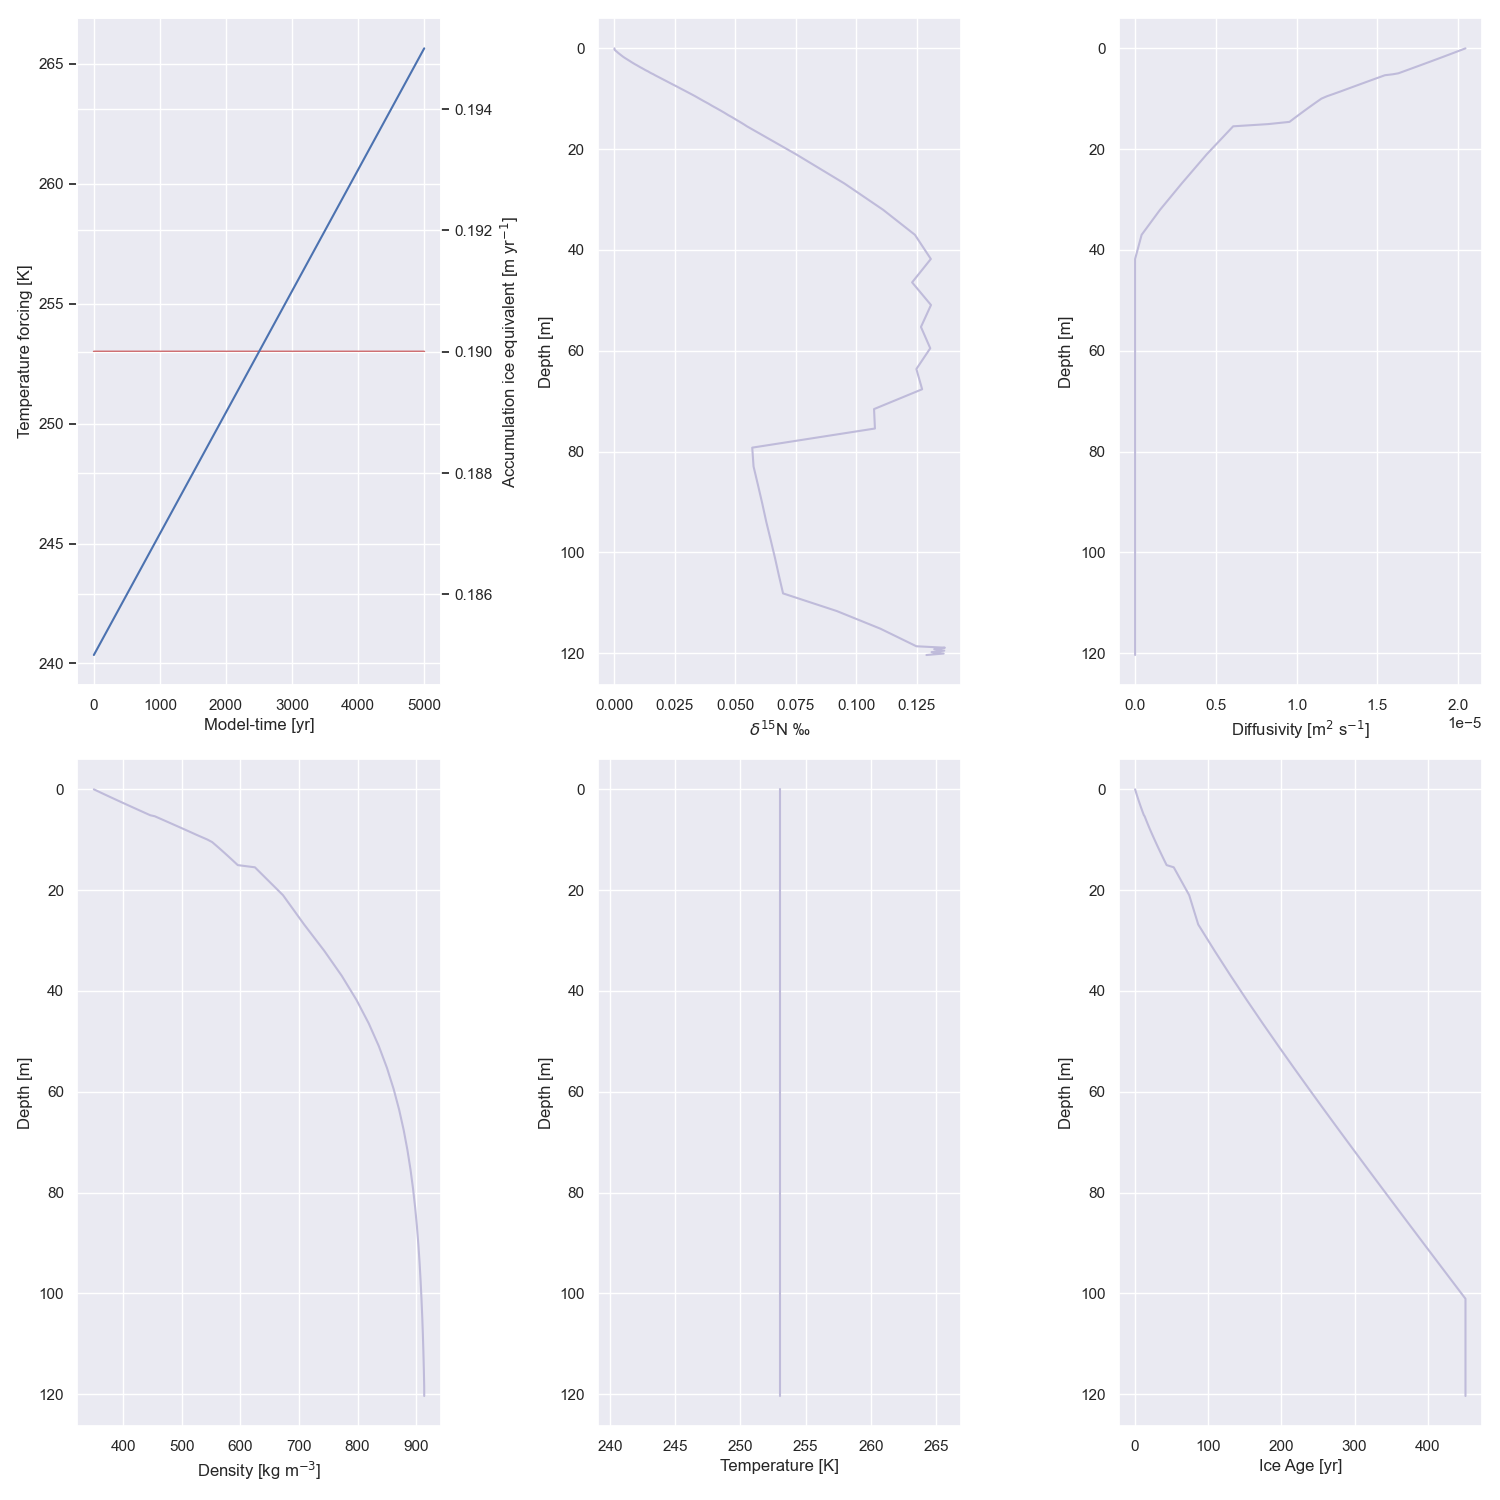 265
260
255
250
245
240
Temperature forcing [K]
0.194
0.192
0.190
0.188
0.186
Accumulation ice equivalent [m yr⁻¹]
0 1000 2000 3000 4000 5000
Model-time [yr]
0
20
40
60
80
100
120
Depth [m]
0.000 0.025 0.050 0.075 0.100 0.125
δ¹⁵N ‰
0
20
40
60
80
100
120
Depth [m]
0.0 0.5 1.0 1.5 2.0
1e−5
Diffusivity [m² s⁻¹]
0
20
40
60
80
100
120
Depth [m]
400 500 600 700 800 900
Density [kg m⁻³]
0
20
40
60
80
100
120
Depth [m]
240 245 250 255 260 265
Temperature [K]
0
20
40
60
80
100
120
Depth [m]
0 100 200 300 400
Ice Age [yr]